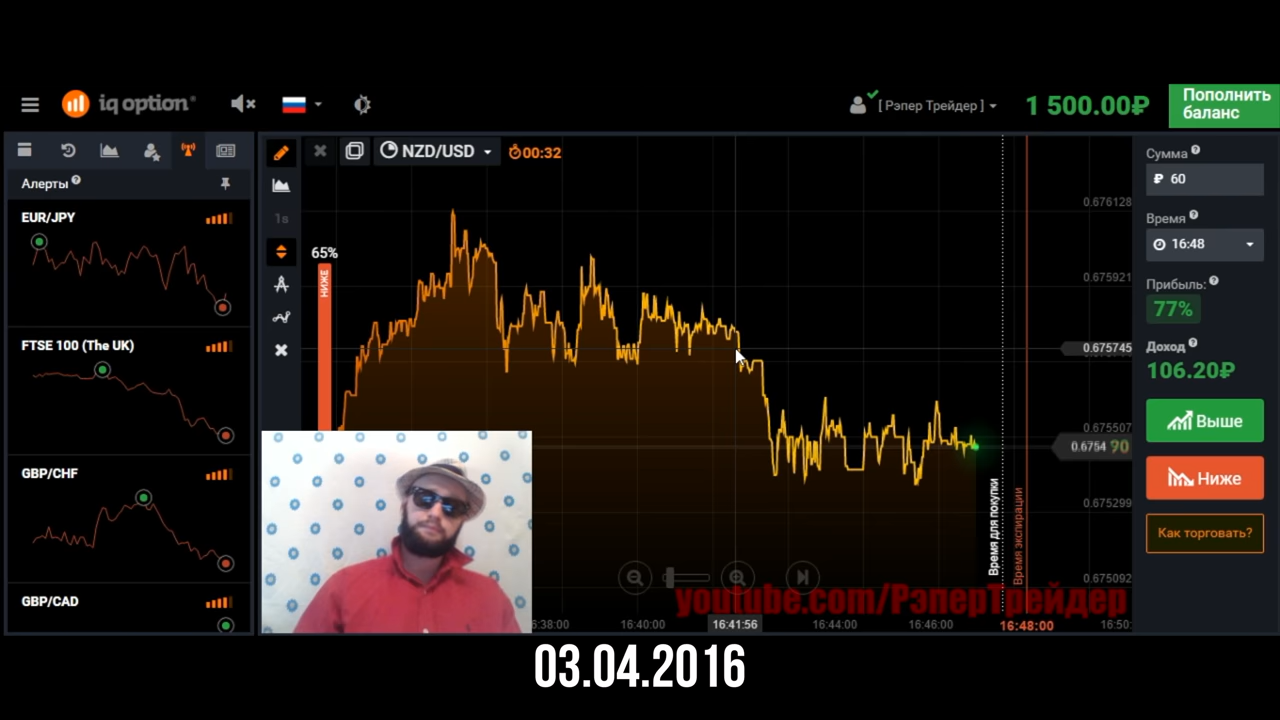 iq option®
[ Рэпер Трейдер ]
1 500.00₽
Пополнить
баланс
Алерты
EUR/JPY
FTSE 100 (The UK)
GBP/CHF
GBP/CAD
1s
65%
НИЖЕ
NZD/USD
00:32
0.676128
0.675921
0.675745
0.675507
0.675490
0.675299
0.675092
Время для покупки
Время экспирации
youtube.com/РэперТрейдер
16:38:00
16:40:00
16:41:56
16:44:00
16:46:00
16:48:00
16:50:
Сумма
₽ 60
Время
16:48
Прибыль:
77%
Доход
106.20₽
Выше
Ниже
Как торговать?
03.04.2016